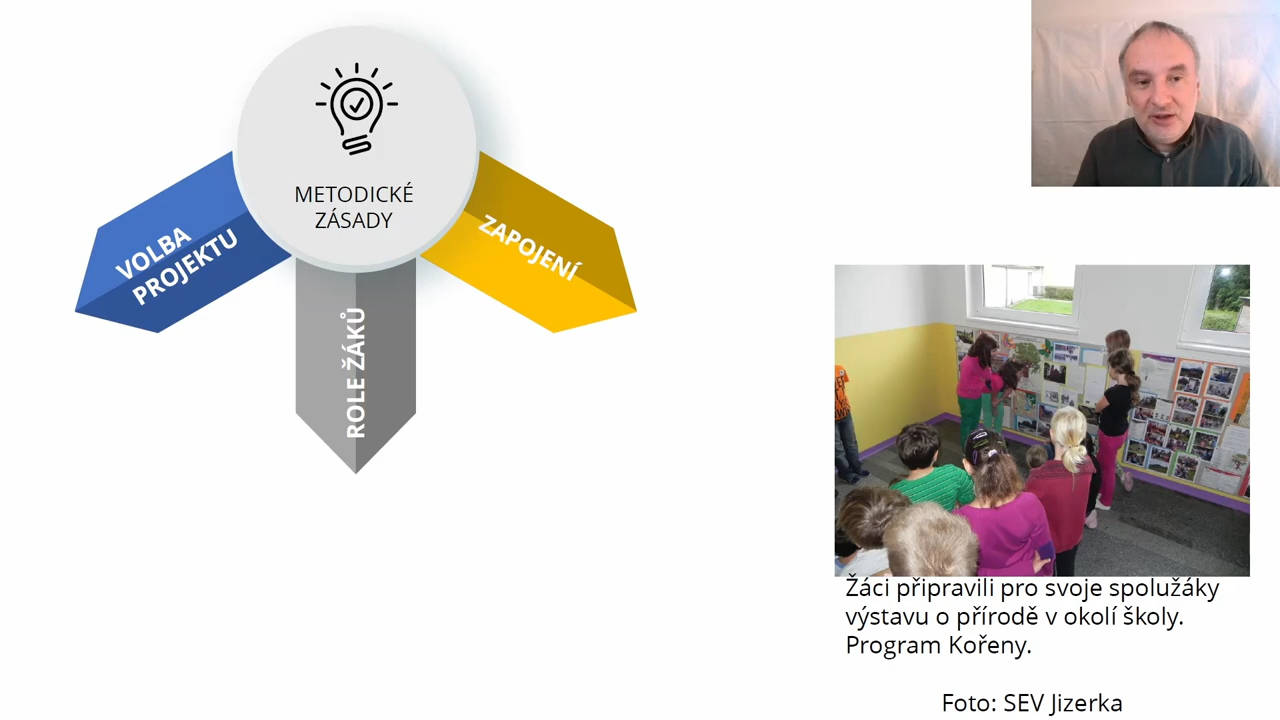 METODICKÉ
ZÁSADY
VOLBA
PROJEKTU
ROLE ŽÁKŮ
ZAPOJENÍ
Žáci připravili pro svoje spolužáky
výstavu o přírodě v okolí školy.
Program Kořeny.
Foto: SEV Jizerka